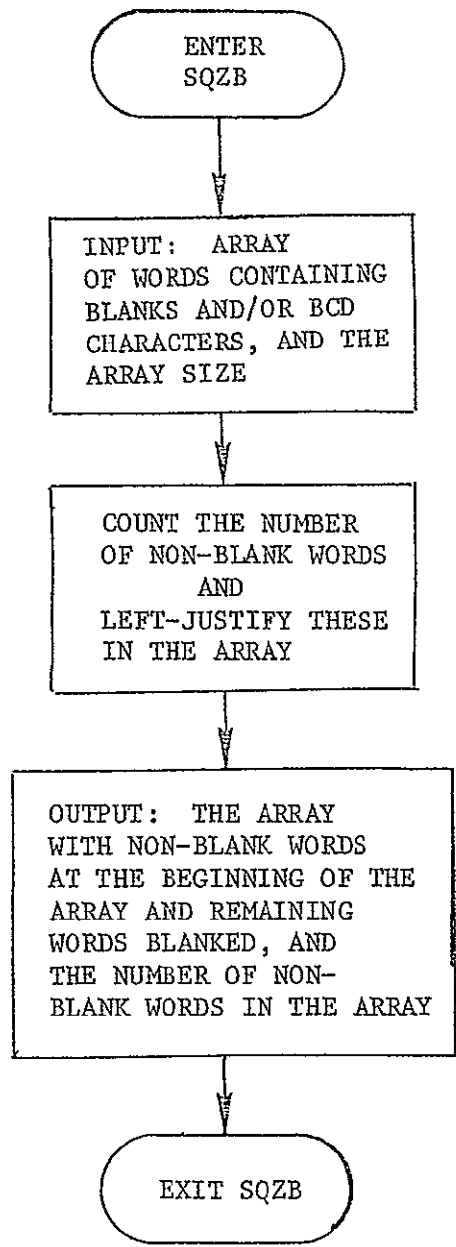 ENTER
SQZB
INPUT: ARRAY
OF WORDS CONTAINING
BLANKS AND/OR BCD
CHARACTERS, AND THE
ARRAY SIZE
COUNT THE NUMBER
OF NON-BLANK WORDS
AND
LEFT-JUSTIFY THESE
IN THE ARRAY
OUTPUT: THE ARRAY
WITH NON-BLANK WORDS
AT THE BEGINNING OF THE
ARRAY AND REMAINING
WORDS BLANKED, AND
THE NUMBER OF NON-
BLANK WORDS IN THE ARRAY
EXIT SQZB